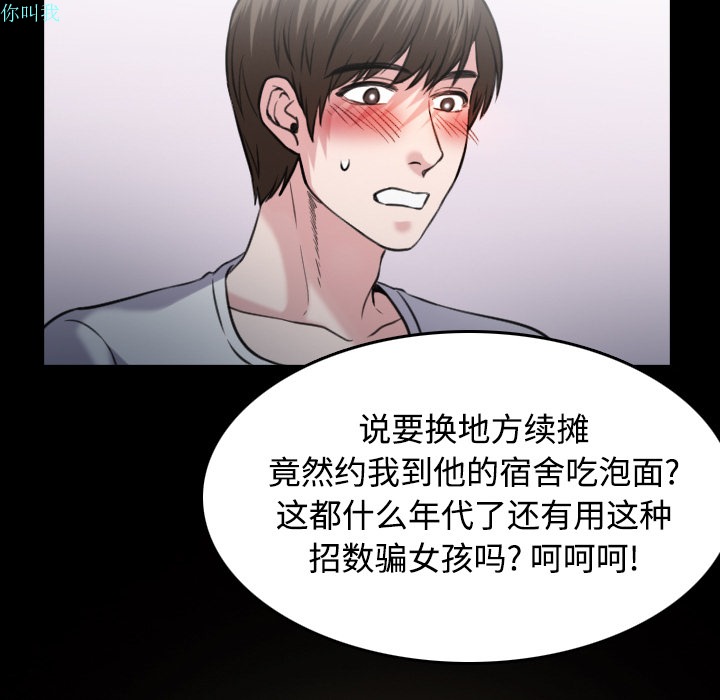 你叫我
说要换地方续摊
竟然约我到他的宿舍吃泡面?
这都什么年代了还有用这种
招数骗女孩吗? 呵呵呵!